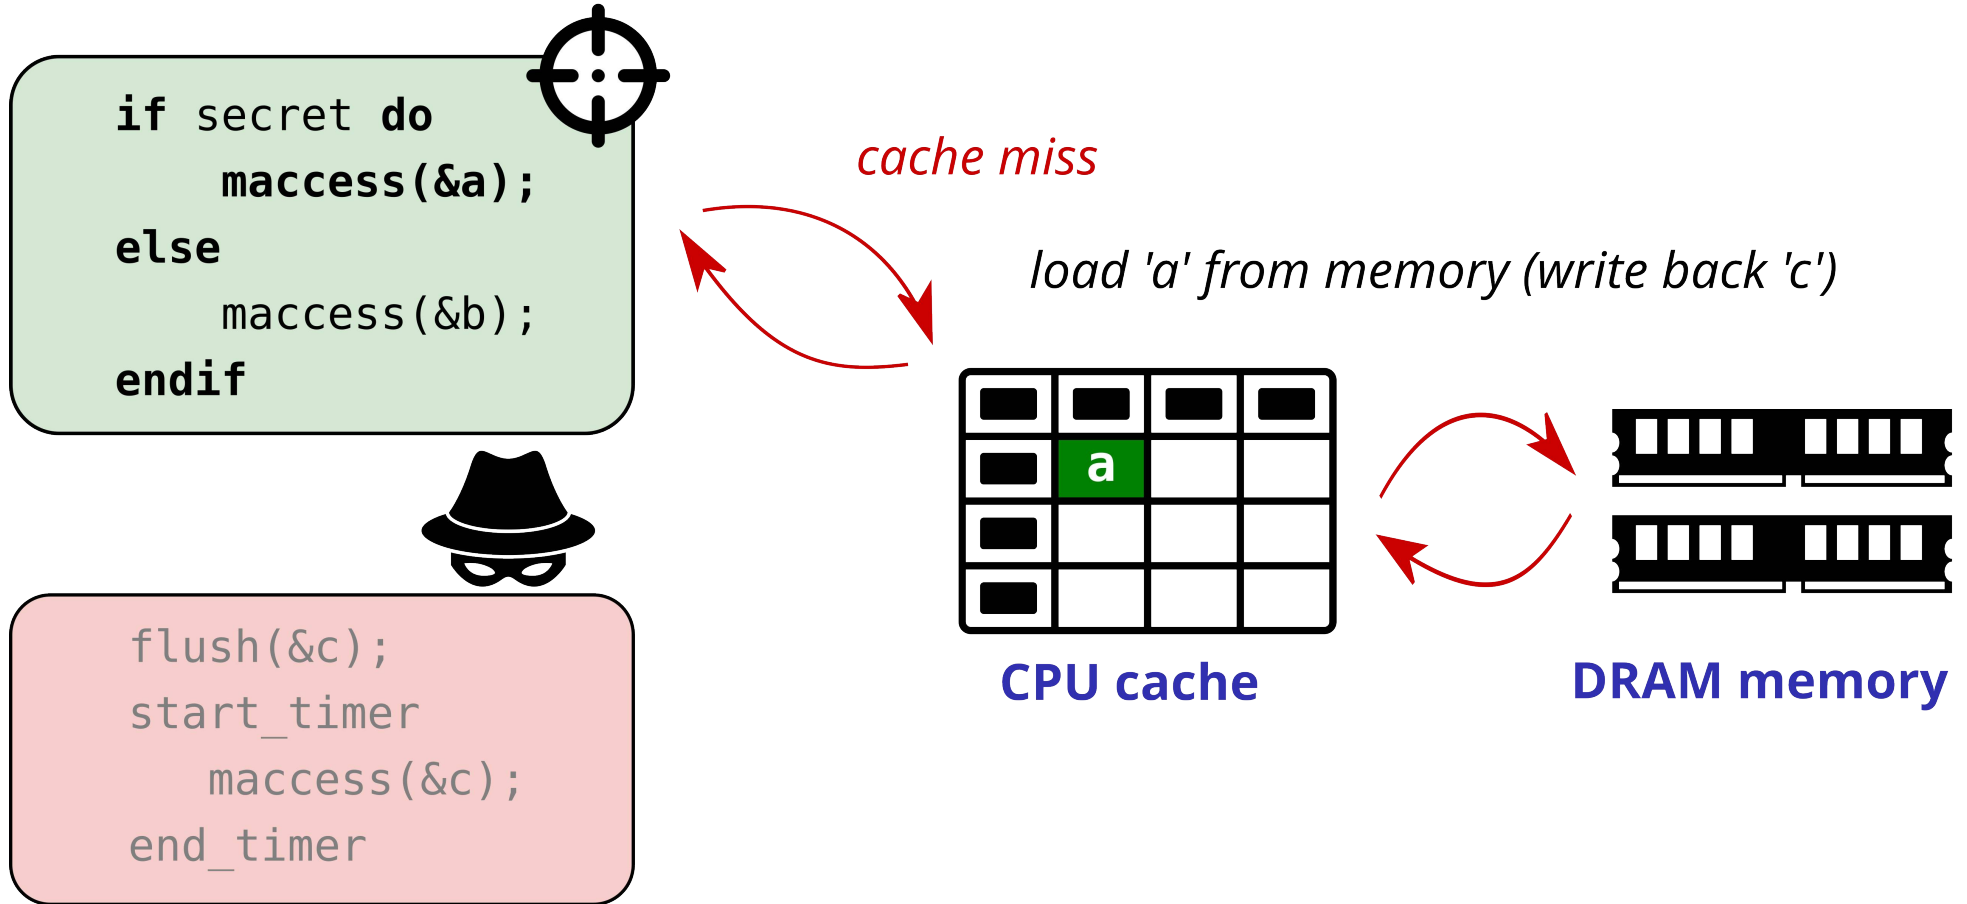 if secret do
    maccess(&a);
else
    maccess(&b);
endif
cache miss
load 'a' from memory (write back 'c')
a
CPU cache
DRAM memory
flush(&c);
start_timer
   maccess(&c);
end_timer